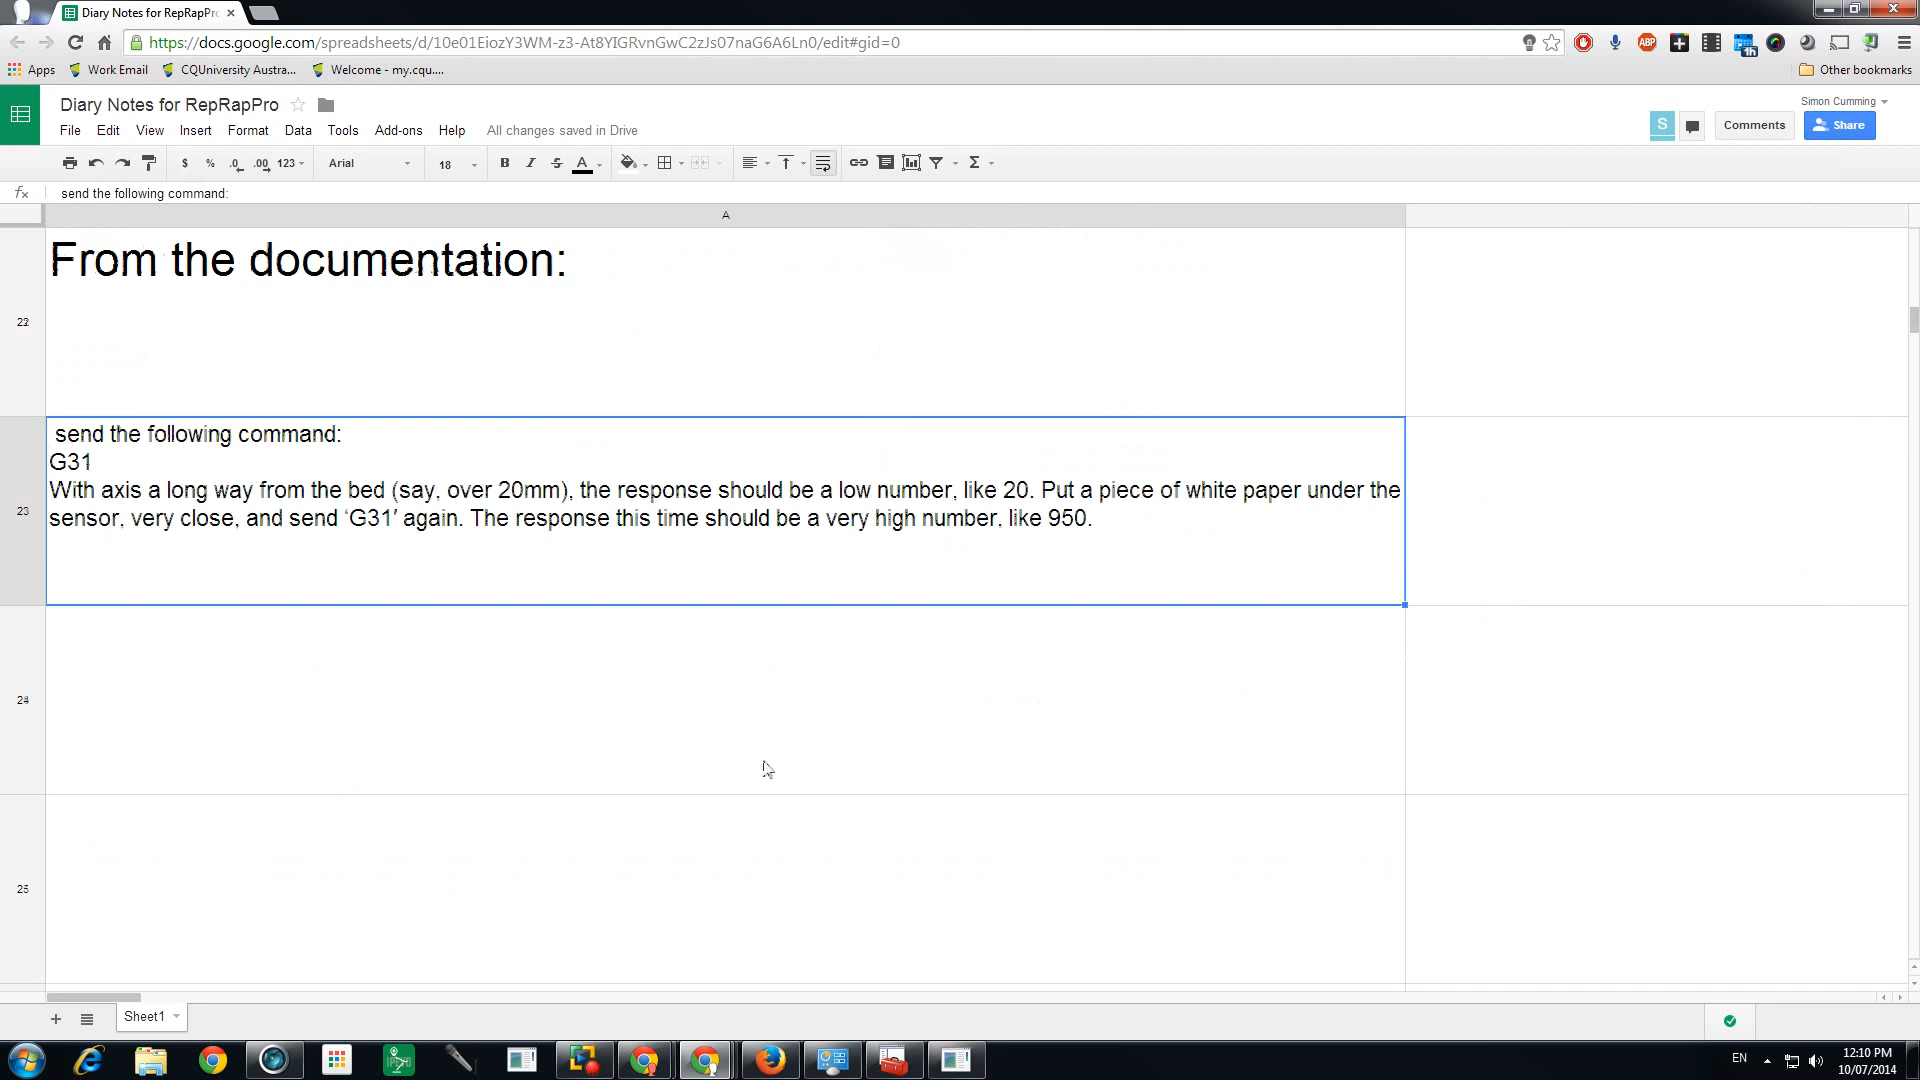 Diary Notes for RepRapPro
https://docs.google.com/spreadsheets/d/10e01EiozY3WM-z3-At8YIGRvnGwC2zJs07naG6A6Ln0/edit#gid=0
Apps Work Email CQUniversity Austra... Welcome - my.cqu.... Other bookmarks
Diary Notes for RepRapPro
Simon Cumming
File Edit View Insert Format Data Tools Add-ons Help All changes saved in Drive
S Comments Share
$ % .0 .00 123 Arial 18 B I S A Σ
fx send the following command:
A
From the documentation:
22
send the following command:
G31
With axis a long way from the bed (say, over 20mm), the response should be a low number, like 20. Put a piece of white paper under the
sensor, very close, and send ‘G31′ again. The response this time should be a very high number, like 950.
23
24
25
+ Sheet1
EN 12:10 PM
10/07/2014